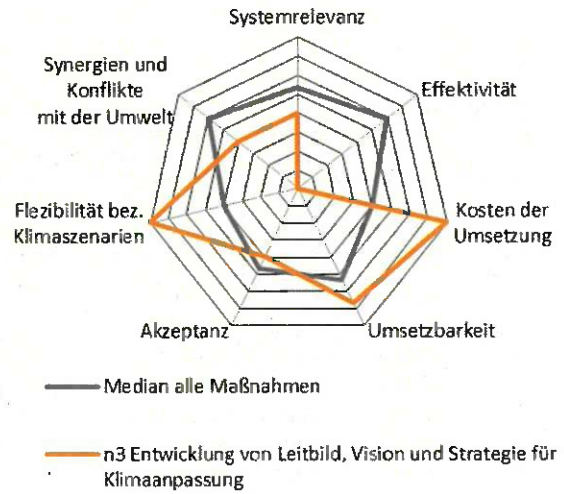 Systemrelevanz
Synergien und
Konflikte
mit der Umwelt
Effektivität
Flezibilität bez.
Klimaszenarien
Kosten der
Umsetzung
Akzeptanz
Umsetzbarkeit
Median alle Maßnahmen
n3 Entwicklung von Leitbild, Vision und Strategie für
Klimaanpassung